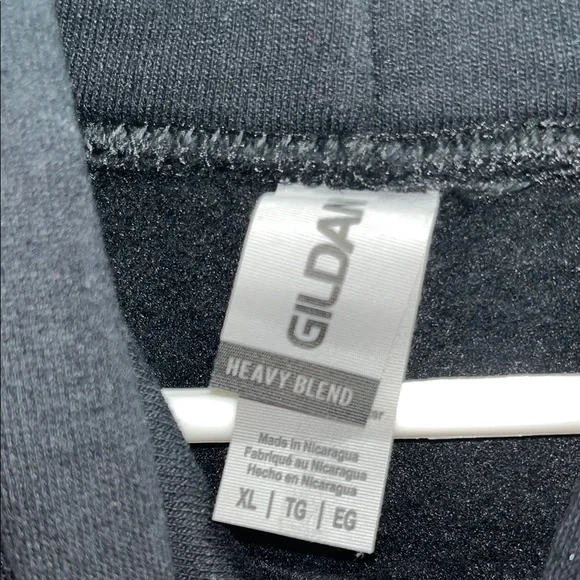 GILDAN
HEAVY BLEND
Made in Nicaragua
Fabriqué au Nicaragua
Hecho en Nicaragua
XL | TG | EG